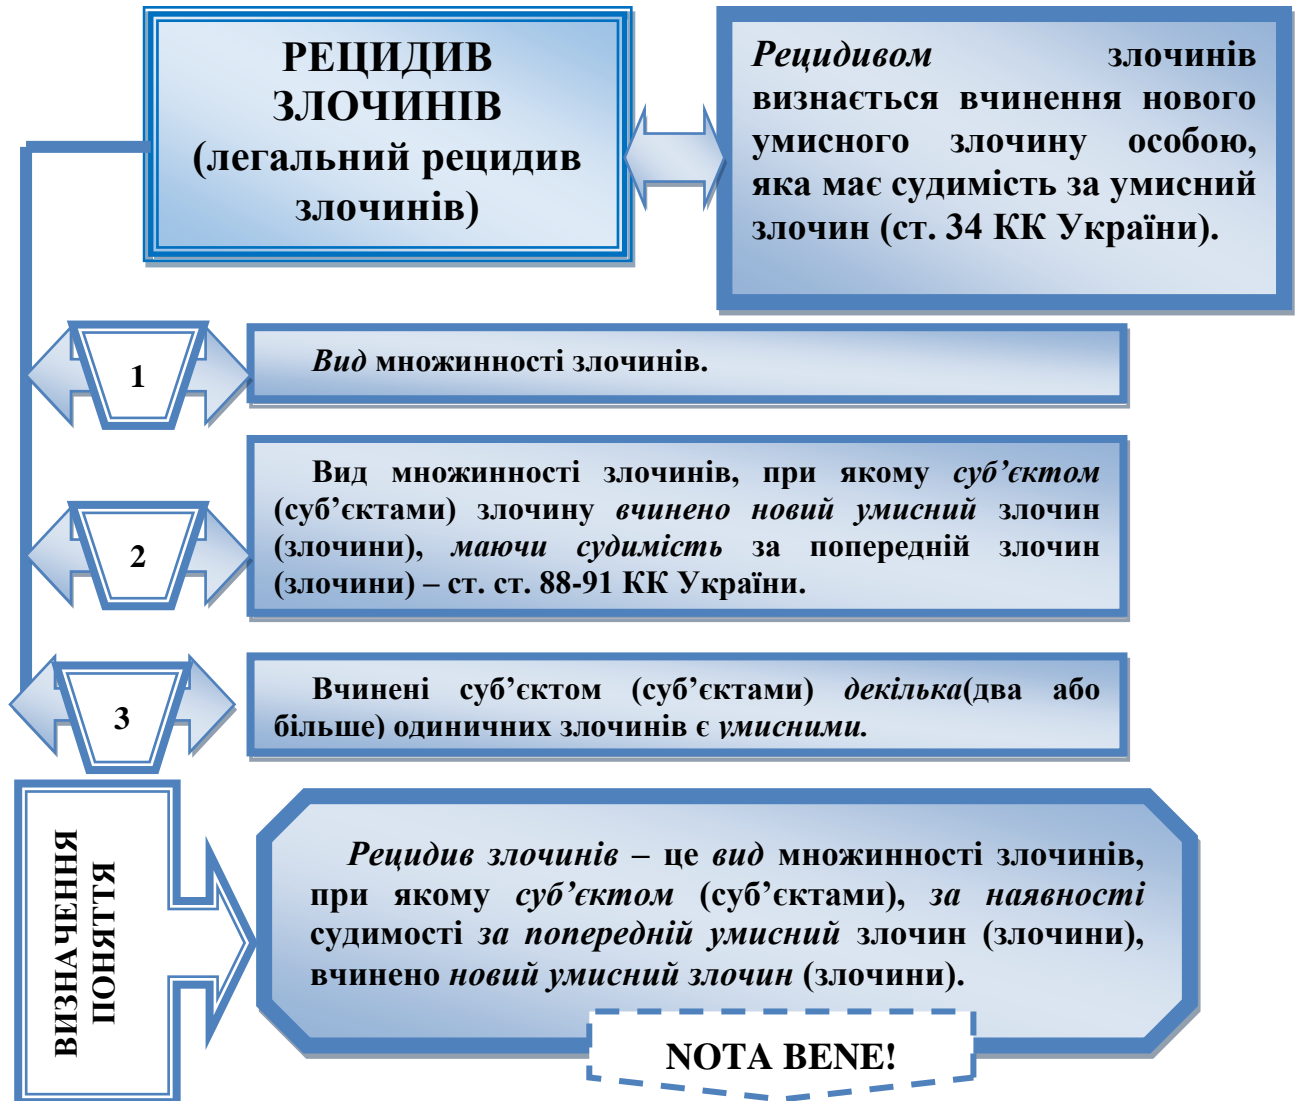 РЕЦИДИВ
ЗЛОЧИНІВ
(легальний рецидив
злочинів)
Рецидивом злочинів
визнається вчинення нового
умисного злочину особою,
яка має судимість за умисний
злочин (ст. 34 КК України).
1
Вид множинності злочинів.
2
Вид множинності злочинів, при якому суб’єктом
(суб’єктами) злочину вчинено новий умисний злочин
(злочини), маючи судимість за попередній злочин
(злочини) – ст. ст. 88-91 КК України.
3
Вчинені суб’єктом (суб’єктами) декілька(два або
більше) одиничних злочинів є умисними.
ВИЗНАЧЕННЯ
ПОНЯТТЯ
Рецидив злочинів – це вид множинності злочинів,
при якому суб’єктом (суб’єктами), за наявності
судимості за попередній умисний злочин (злочини),
вчинено новий умисний злочин (злочини).
NOTA BENE!